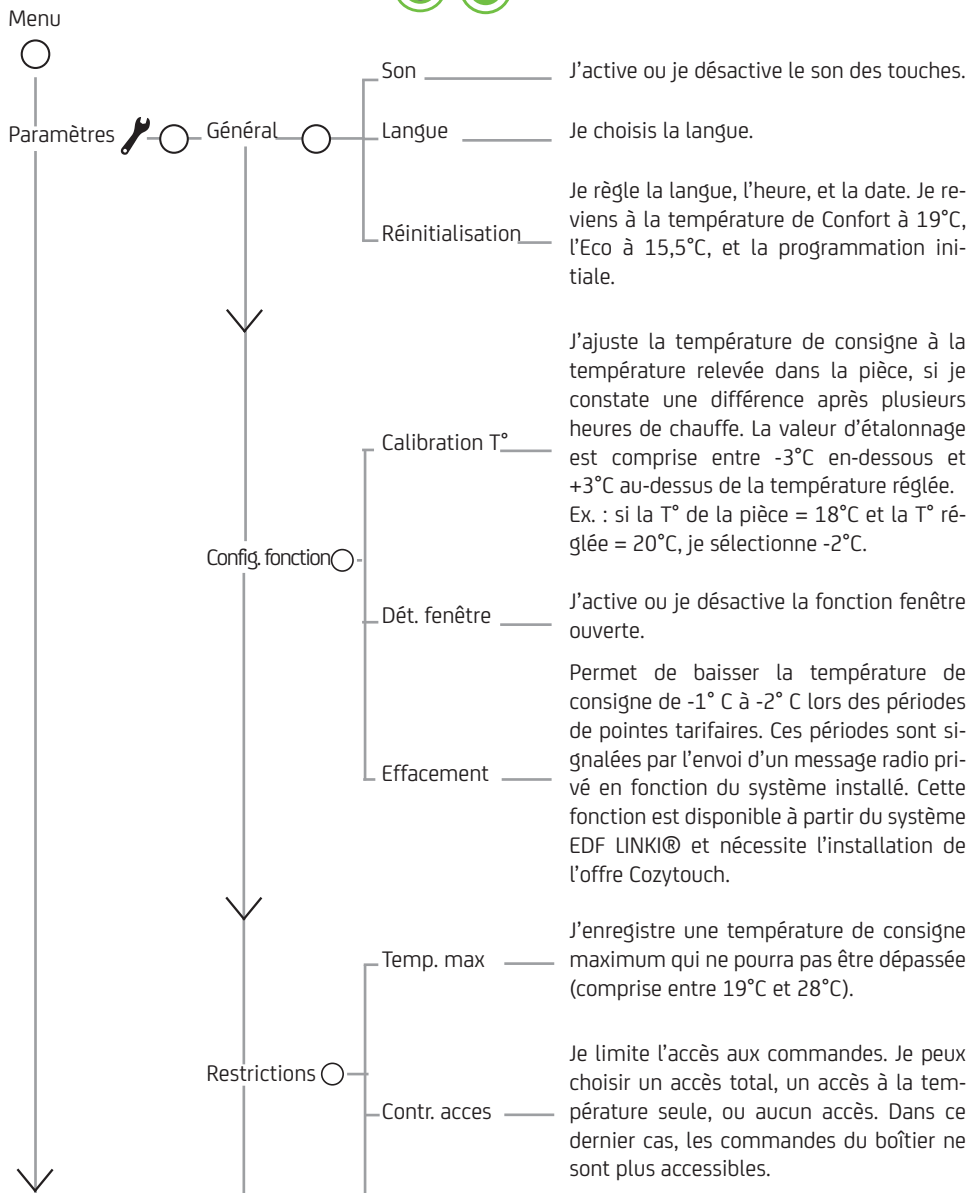 Menu
Son
J’active ou je désactive le son des touches.
Paramètres
Général
Langue
Je choisis la langue.
Réinitialisation
Je règle la langue, l’heure, et la date. Je re-
viens à la température de Confort à 19°C,
l’Eco à 15,5°C, et la programmation ini-
tiale.
Calibration T°
J’ajuste la température de consigne à la
température relevée dans la pièce, si je
constate une différence après plusieurs
heures de chauffe. La valeur d’étalonnage
est comprise entre -3°C en-dessous et
+3°C au-dessus de la température réglée.
Ex. : si la T° de la pièce = 18°C et la T° ré-
glée = 20°C, je sélectionne -2°C.
Config. fonction
Dét. fenêtre
J’active ou je désactive la fonction fenêtre
ouverte.
Effacement
Permet de baisser la température de
consigne de -1° C à -2° C lors des périodes
de pointes tarifaires. Ces périodes sont si-
gnalées par l’envoi d’un message radio pri-
vé en fonction du système installé. Cette
fonction est disponible à partir du système
EDF LINKI® et nécessite l’installation de
l’offre Cozytouch.
Temp. max
J’enregistre une température de consigne
maximum qui ne pourra pas être dépassée
(comprise entre 19°C et 28°C).
Restrictions
Contr. acces
Je limite l’accès aux commandes. Je peux
choisir un accès total, un accès à la tem-
pérature seule, ou aucun accès. Dans ce
dernier cas, les commandes du boîtier ne
sont plus accessibles.